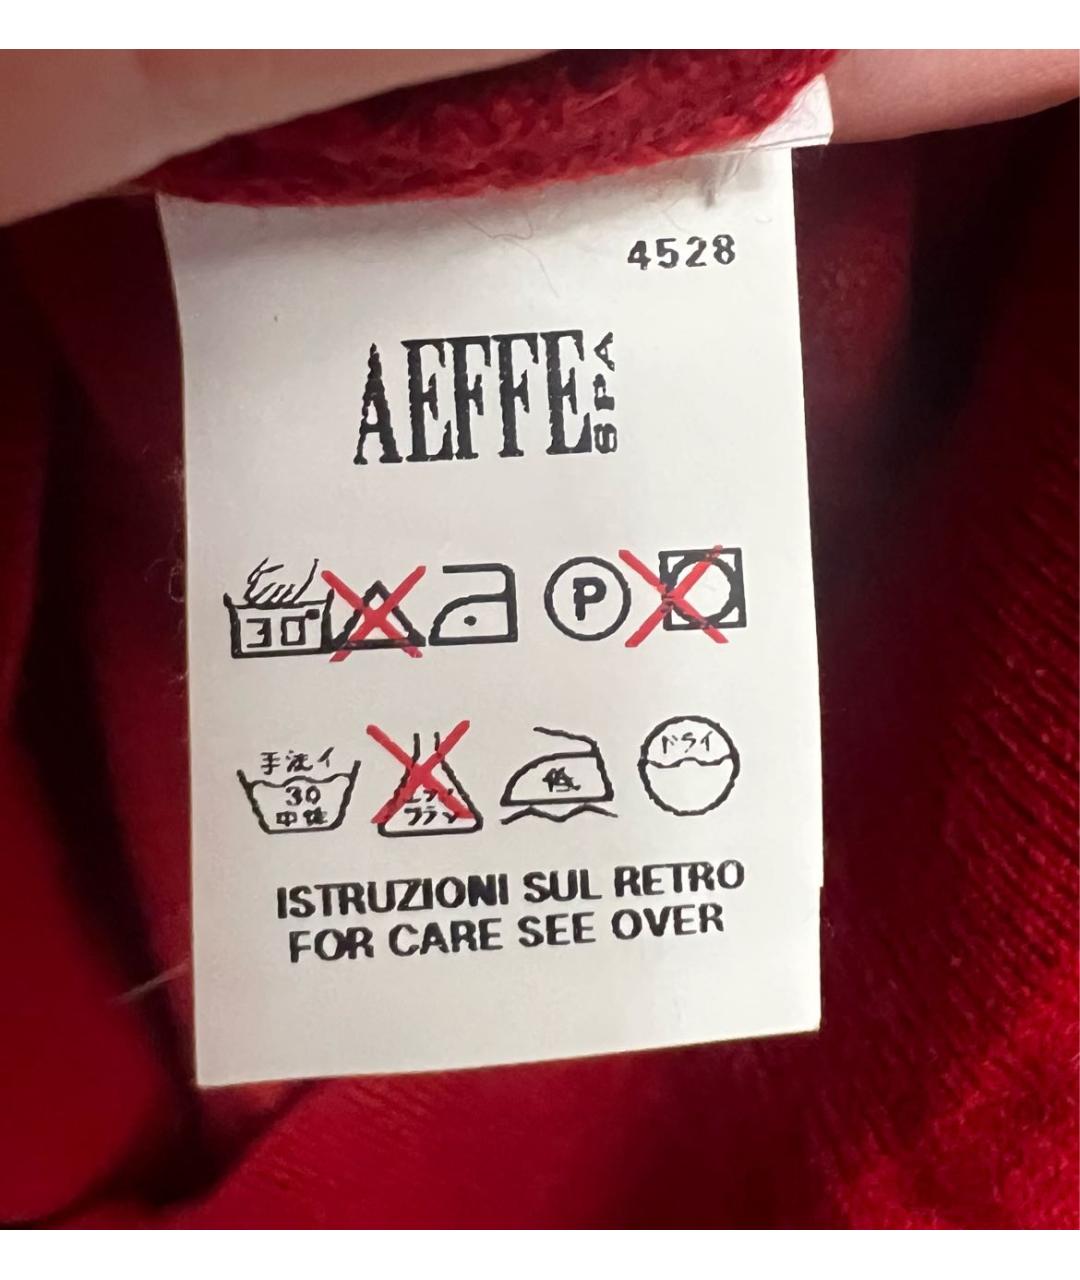 4528
AEFFE SPA
30°
P
手洗イ
30
中性
低
ドライ
ISTRUZIONI SUL RETRO
FOR CARE SEE OVER